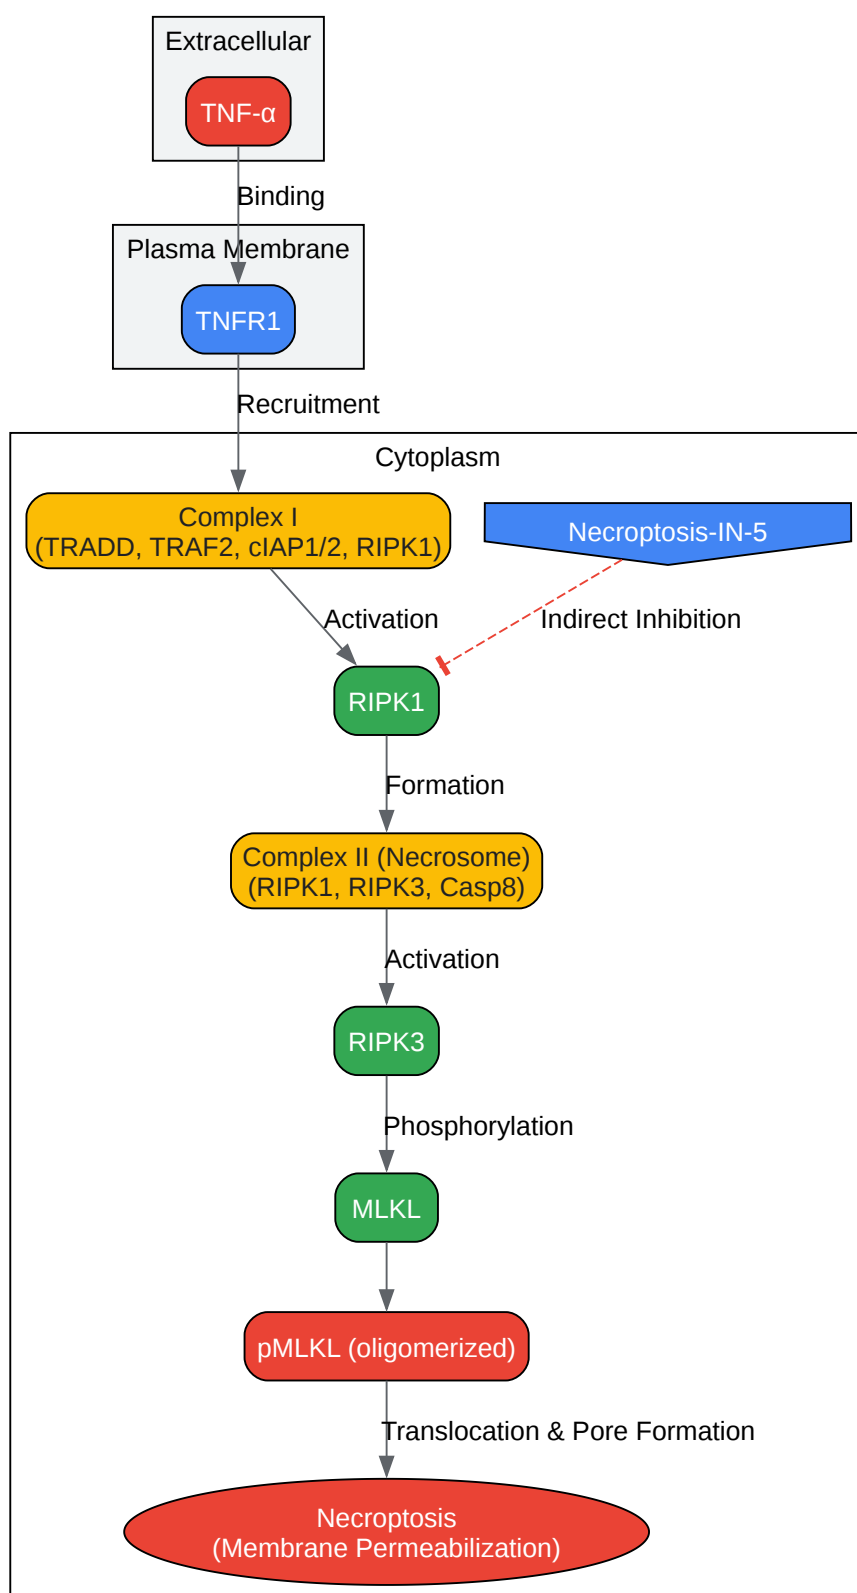 Extracellular
TNF-α
Binding
Plasma Membrane
TNFR1
Recruitment
Cytoplasm
Complex I
(TRADD, TRAF2, cIAP1/2, RIPK1)
Necroptosis-IN-5
Activation
Indirect Inhibition
RIPK1
Formation
Complex II (Necrosome)
(RIPK1, RIPK3, Casp8)
Activation
RIPK3
Phosphorylation
MLKL
pMLKL (oligomerized)
Translocation & Pore Formation
Necroptosis
(Membrane Permeabilization)